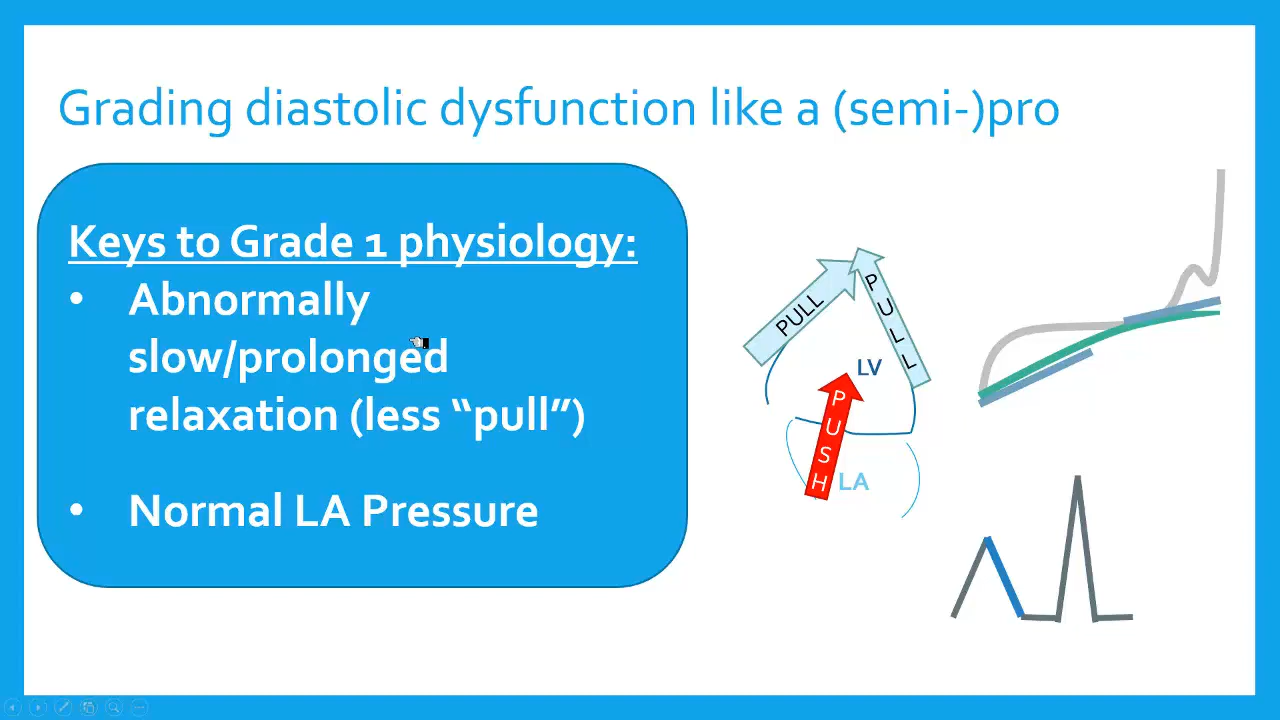 Grading diastolic dysfunction like a (semi-)pro
Keys to Grade 1 physiology:
• Abnormally
slow/prolonged
relaxation (less “pull”)
• Normal LA Pressure
PULL
PULL
LV
PUSH
LA